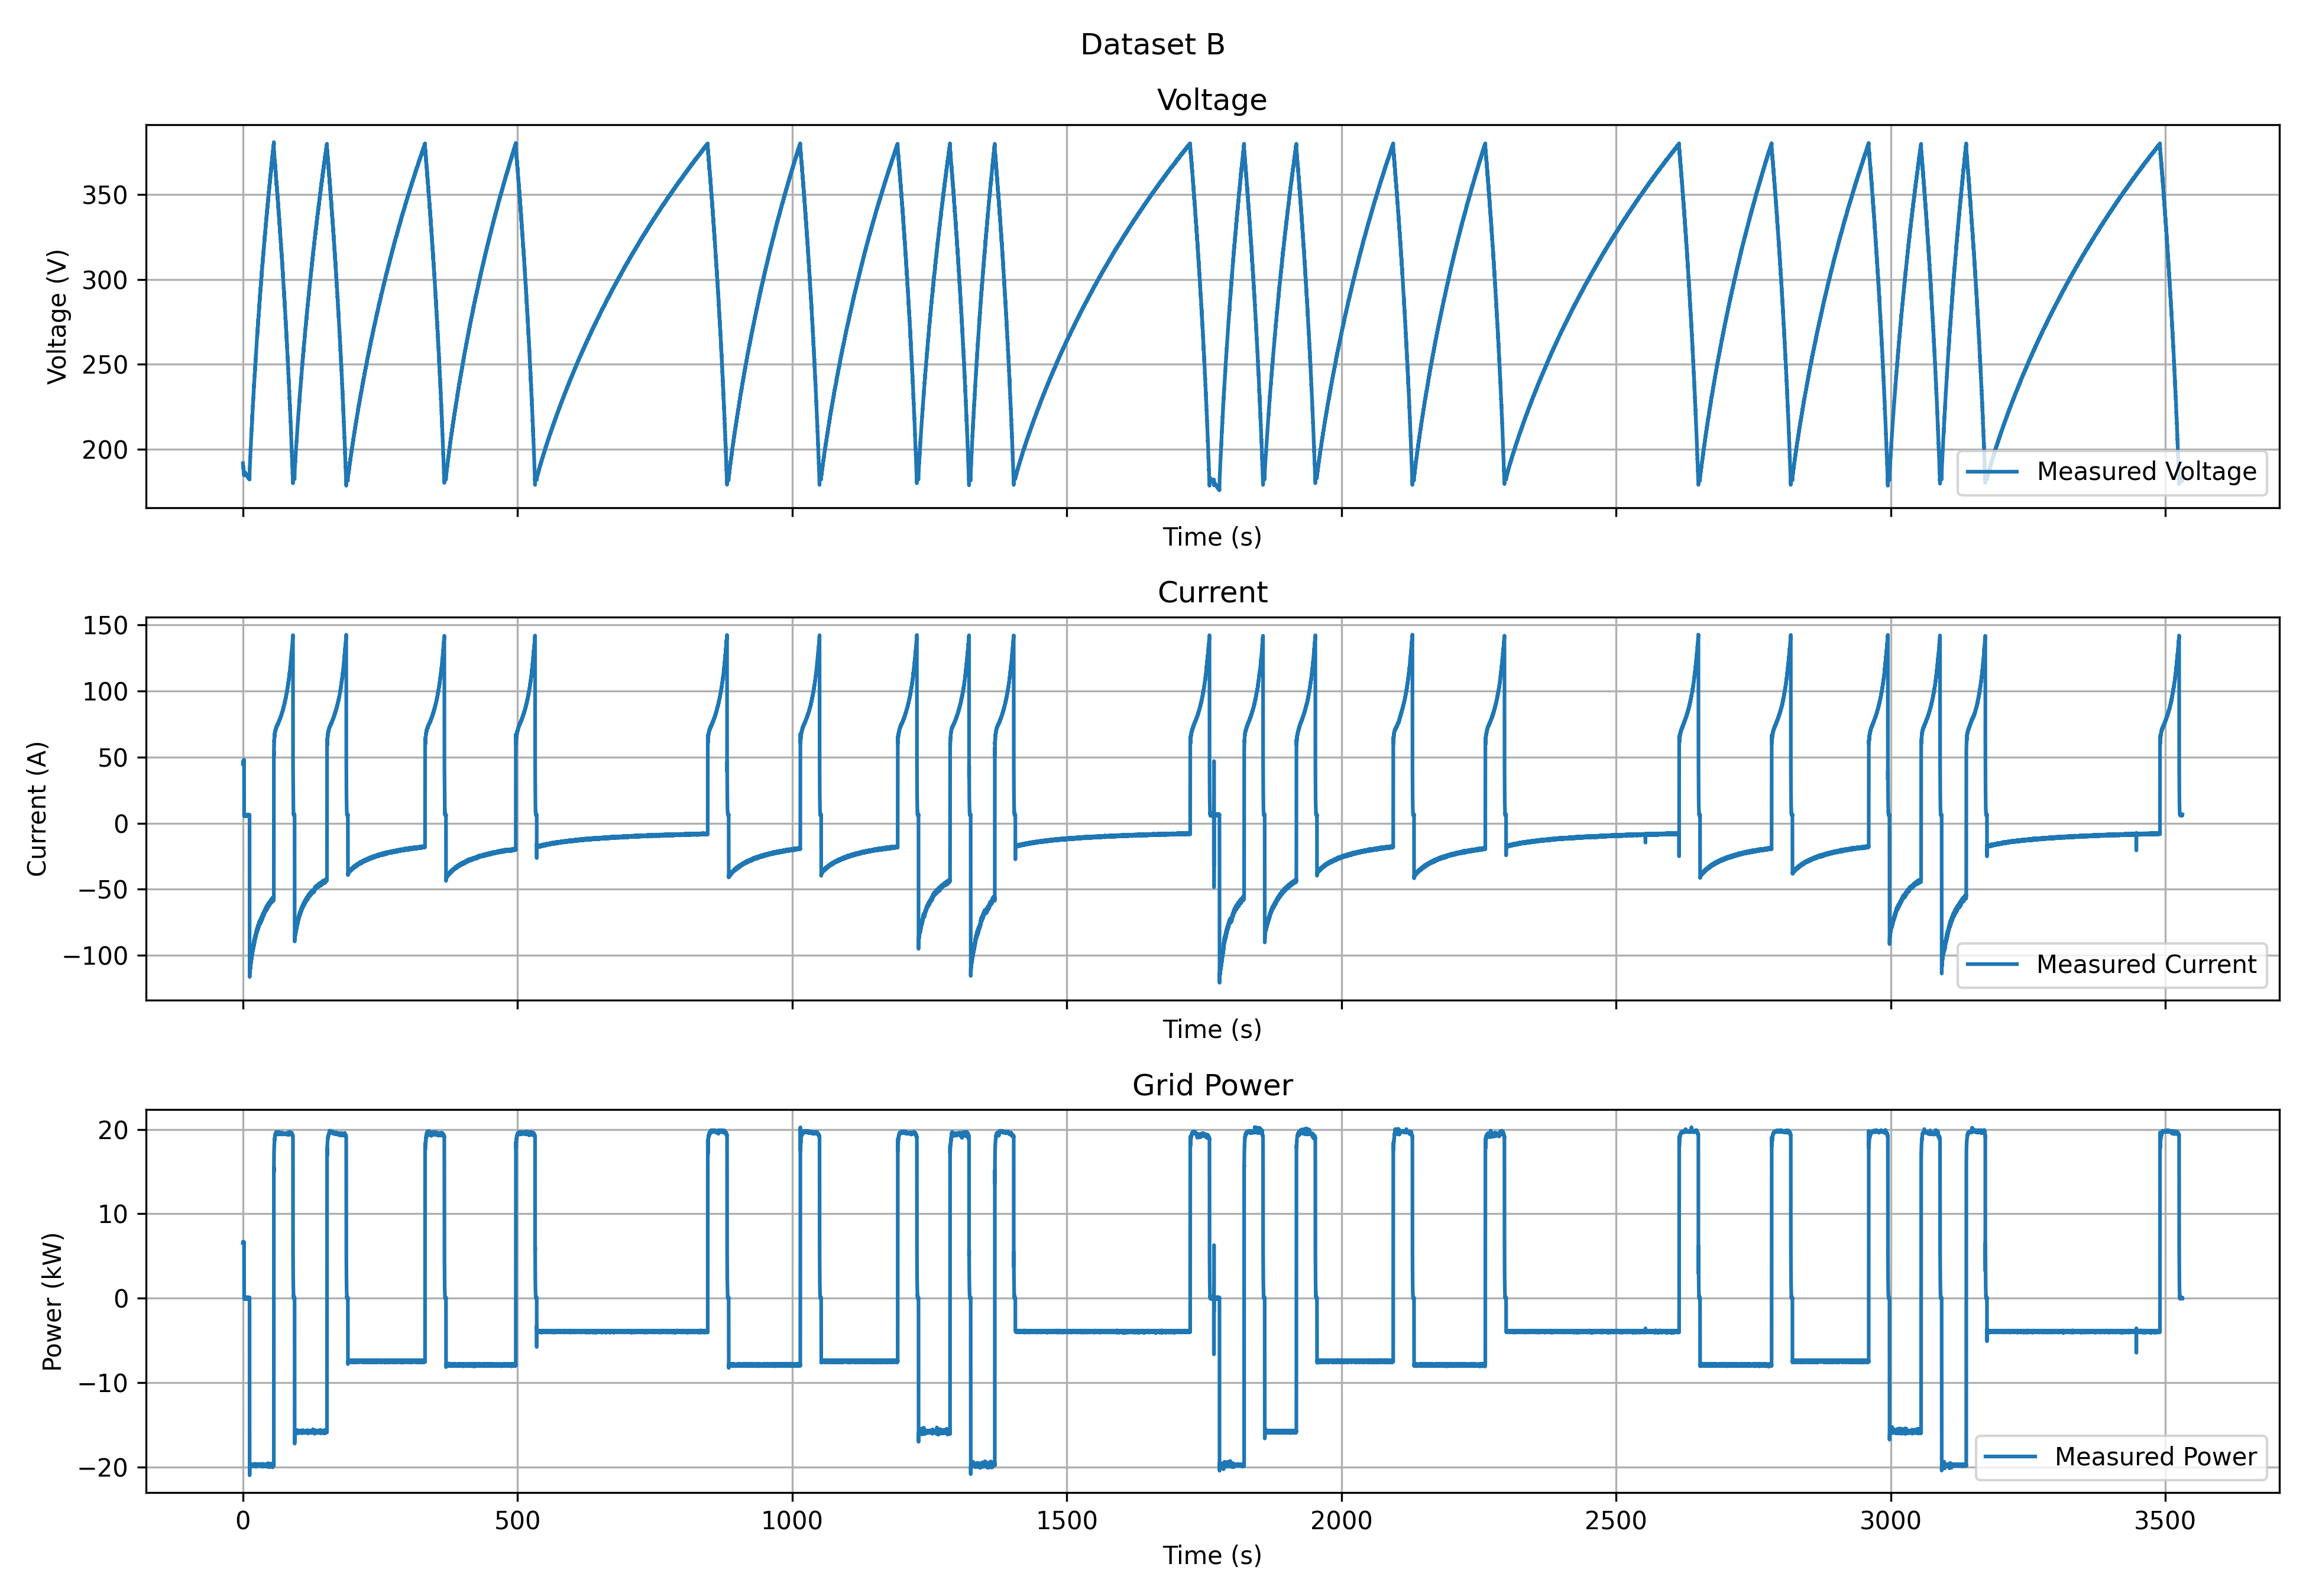 Dataset B
Voltage
350
300
250
200
Voltage (V)
Measured Voltage
Time (s)
Current
150
100
50
0
−50
−100
Current (A)
Measured Current
Time (s)
Grid Power
20
10
0
−10
−20
Power (kW)
Measured Power
0 500 1000 1500 2000 2500 3000 3500
Time (s)